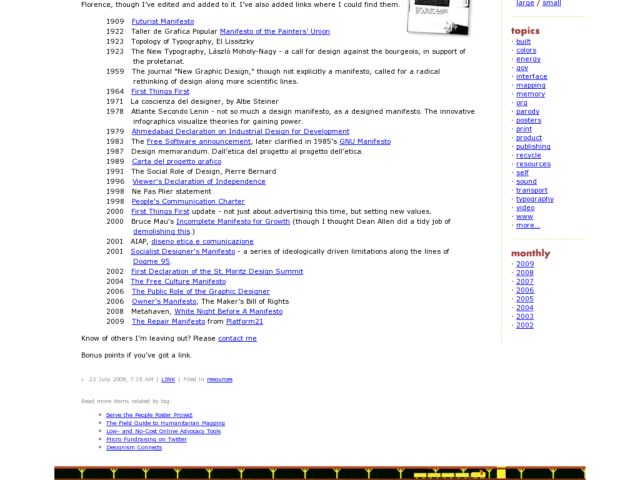 Florence, though I've edited and added to it. I've also added links where I could find them.
1909 Futurist Manifesto
1922 Taller de Grafica Popular Manifesto of the Painters' Union
1923 Topology of Typography, El Lissitzky
1923 The New Typography, László Moholy-Nagy - a call for design against the bourgeois, in support of
the proletariat.
1959 The journal "New Graphic Design," though not explicitly a manifesto, called for a radical
rethinking of design along more scientific lines.
1964 First Things First
1971 La coscienza del designer, by Albe Steiner
1978 Atlante Secondo Lenin - not so much a design manifesto, as a designed manifesto. The innovative
infographics visualize theories for gaining power.
1979 Ahmedabad Declaration on Industrial Design for Development
1983 The Free Software announcement, later clarified in 1985's GNU Manifesto
1987 Design memorandum. Dall'etica del progetto al progetto dell'etica.
1989 Carta del progetto grafico
1991 The Social Role of Design, Pierre Bernard
1996 Viewer's Declaration of Independence
1998 Ne Pas Plier statement
1998 People's Communication Charter
2000 First Things First update - not just about advertising this time, but setting new values.
2000 Bruce Mau's Incomplete Manifesto for Growth (though I thought Dean Allen did a tidy job of
demolishing this.)
2001 AIAP, diseno etica e comunicazione
2001 Socialist Designer's Manifesto - a series of ideologically driven limitations along the lines of
Dogme 95.
2002 First Declaration of the St. Moritz Design Summit
2004 The Free Culture Manifesto
2006 The Public Role of the Graphic Designer
2006 Owner's Manifesto, The Maker's Bill of Rights
2008 Metahaven, White Night Before A Manifesto
2009 The Repair Manifesto from Platform21
Know of others I'm leaving out? Please contact me
Bonus points if you've got a link.
» 22 July 2009, 7:15 AM | LINK | Filed in resources
Read more items related by tag:
Serve the People Poster Project
The Field Guide to Humanitarian Mapping
Low- and No-Cost Online Advocacy Tools
Micro Fundraising on Twitter
Designism Connects
large / small
topics
· built
· colors
· energy
· gov
· interface
· mapping
· memory
· org
· parody
· posters
· print
· product
· publishing
· recycle
· resources
· self
· sound
· transport
· typography
· video
· www
· more...
monthly
· 2009
· 2008
· 2007
· 2006
· 2005
· 2004
· 2003
· 2002